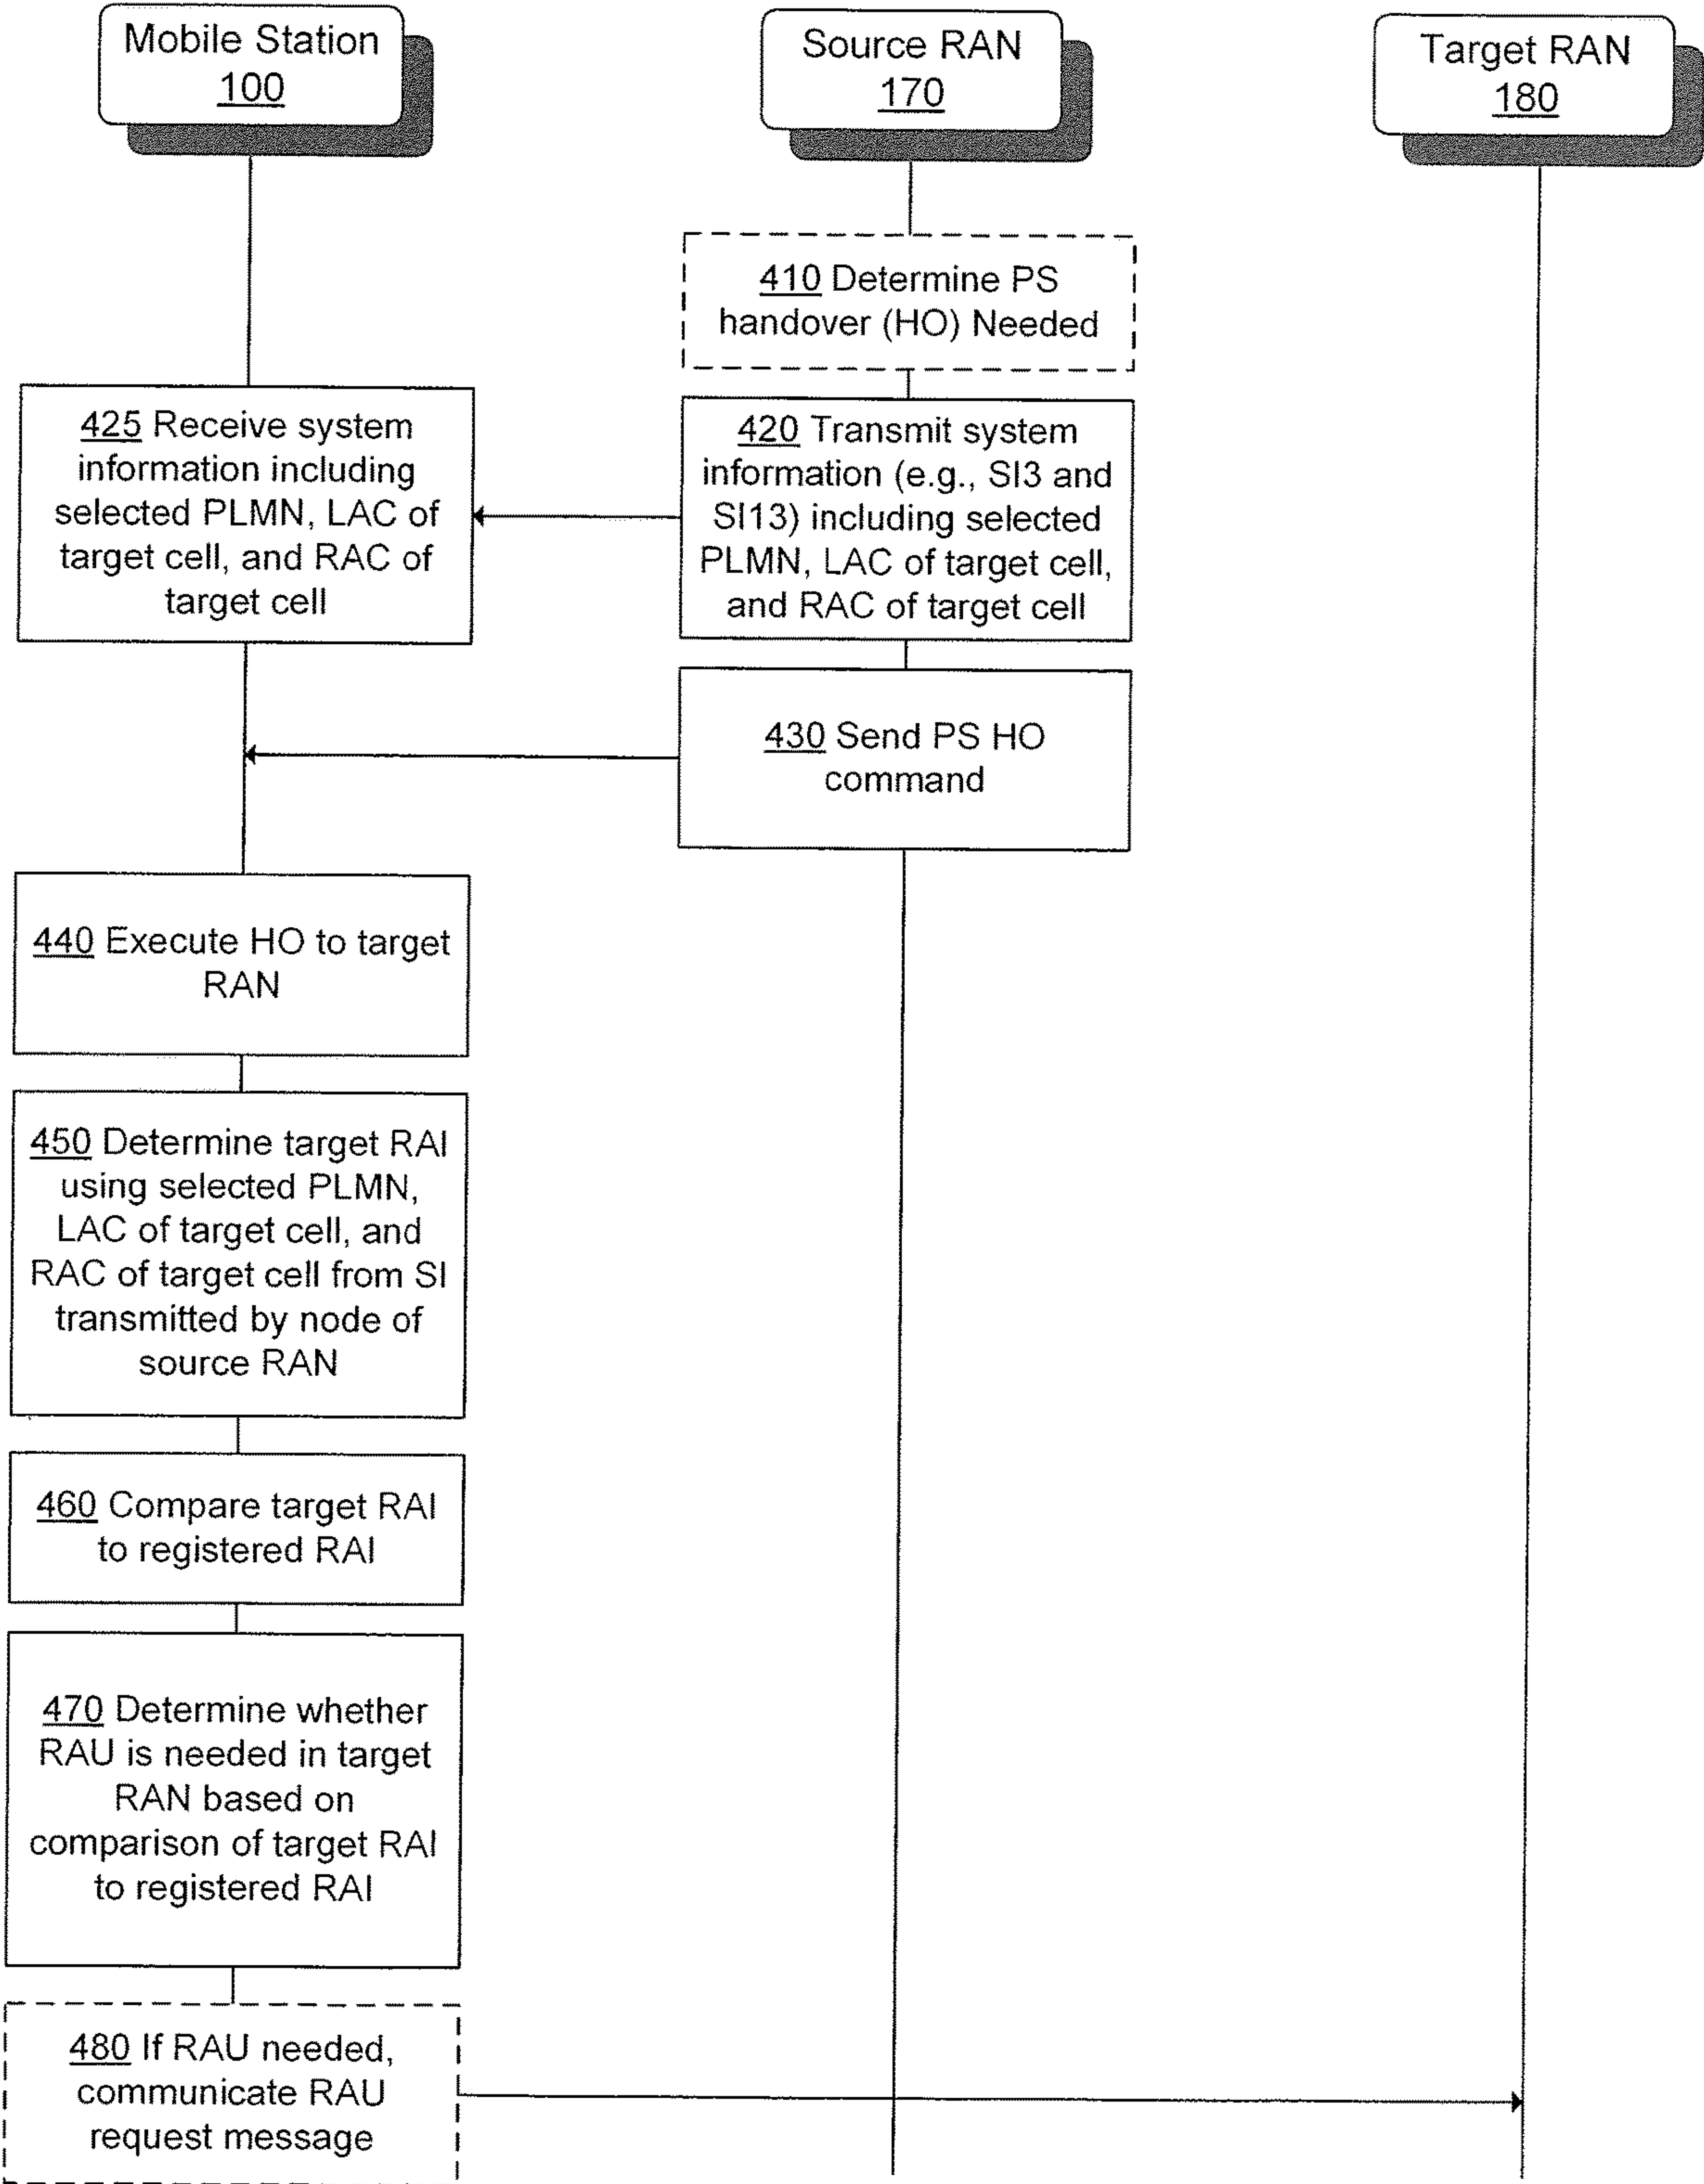 Mobile Station
100
Source RAN
170
Target RAN
180
410 Determine PS
handover (HO) Needed
425 Receive system
information including
selected PLMN, LAC of
target cell, and RAC of
target cell
420 Transmit system
information (e.g., SI3 and
SI13) including selected
PLMN, LAC of target cell,
and RAC of target cell
430 Send PS HO
command
440 Execute HO to target
RAN
450 Determine target RAI
using selected PLMN,
LAC of target cell, and
RAC of target cell from SI
transmitted by node of
source RAN
460 Compare target RAI
to registered RAI
470 Determine whether
RAU is needed in target
RAN based on
comparison of target RAI
to registered RAI
480 If RAU needed,
communicate RAU
request message